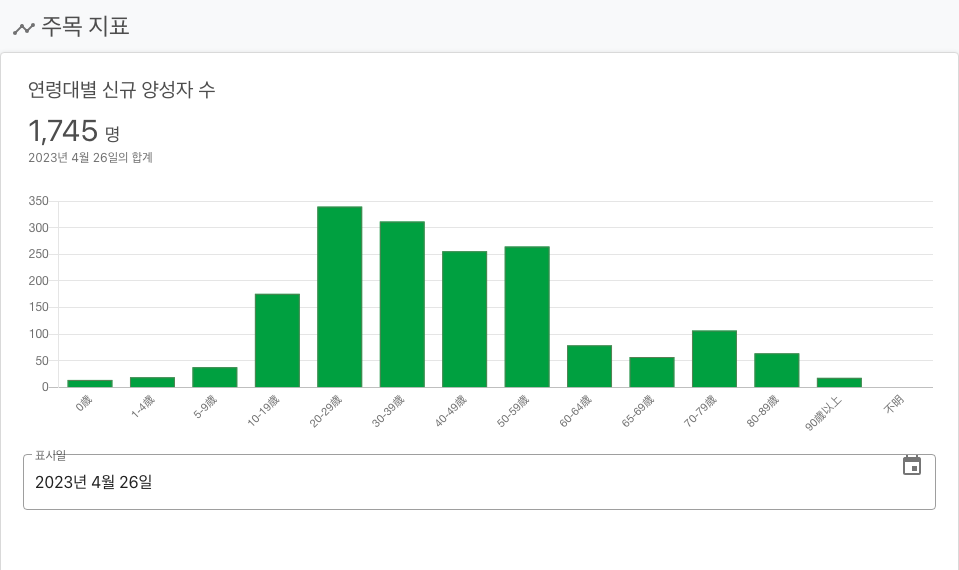 주목 지표
연령대별 신규 양성자 수
1,745 명
2023년 4월 26일의 합계
350
300
250
200
150
100
50
0
0歳
1-4歳
5-9歳
10-19歳
20-29歳
30-39歳
40-49歳
50-59歳
60-64歳
65-69歳
70-79歳
80-89歳
90歳以上
不明
표사일
2023년 4월 26일